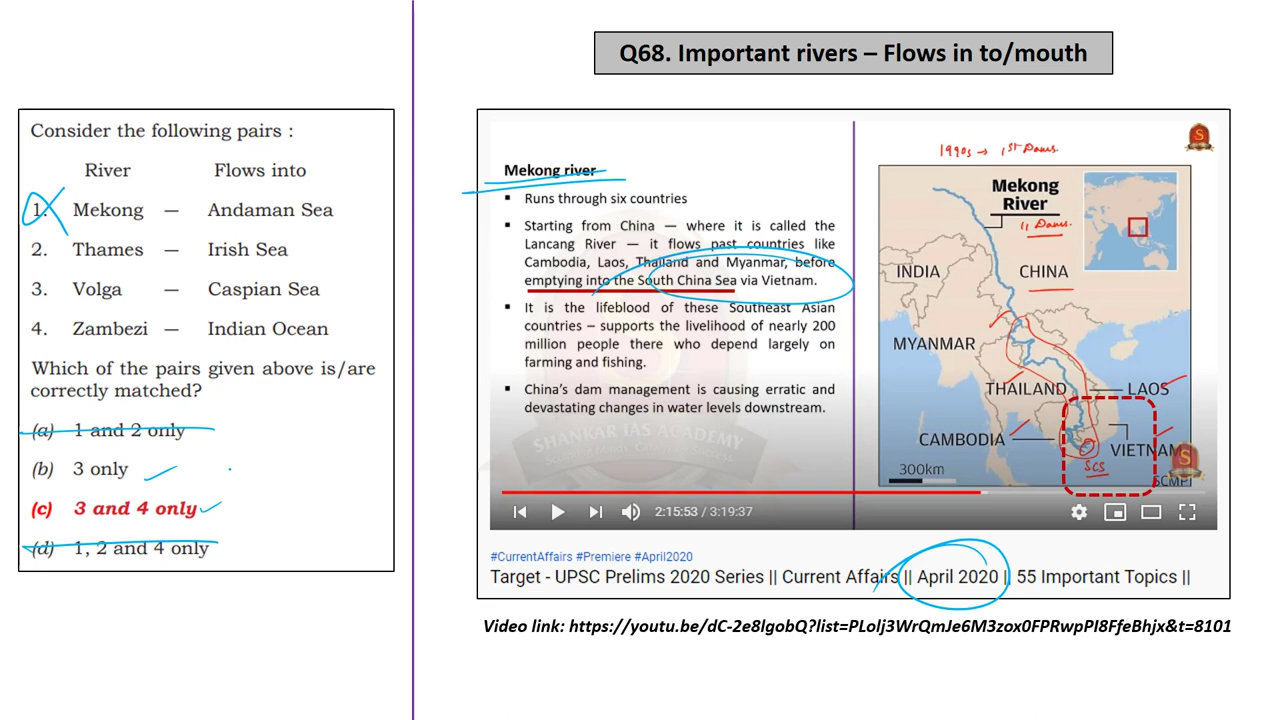 Q68. Important rivers – Flows in to/mouth
Consider the following pairs :
River Flows into
1. Mekong — Andaman Sea
2. Thames — Irish Sea
3. Volga — Caspian Sea
4. Zambezi — Indian Ocean
Which of the pairs given above is/are
correctly matched?
(a) 1 and 2 only
(b) 3 only
(c) 3 and 4 only
(d) 1, 2 and 4 only
Mekong river
▪ Runs through six countries
▪ Starting from China — where it is called the
Lancang River — it flows past countries like
Cambodia, Laos, Thailand and Myanmar, before
emptying into the South China Sea via Vietnam.
▪ It is the lifeblood of these Southeast Asian
countries – supports the livelihood of nearly 200
million people there who depend largely on
farming and fishing.
▪ China's dam management is causing erratic and
devastating changes in water levels downstream.
SHANKAR IAS ACADEMY
1990s → 1st Dams.
S
Mekong
River
11 Dams.
INDIA
CHINA
MYANMAR
THAILAND
LAOS
CAMBODIA
VIETNAM
SCS
300km
SCMP
S
2:15:53 / 3:19:37
#CurrentAffairs #Premiere #April2020
Target - UPSC Prelims 2020 Series || Current Affairs || April 2020 || 55 Important Topics ||
Video link: https://youtu.be/dC-2e8lgobQ?list=PLolj3WrQmJe6M3zox0FPRwpPI8FfeBhjx&t=8101